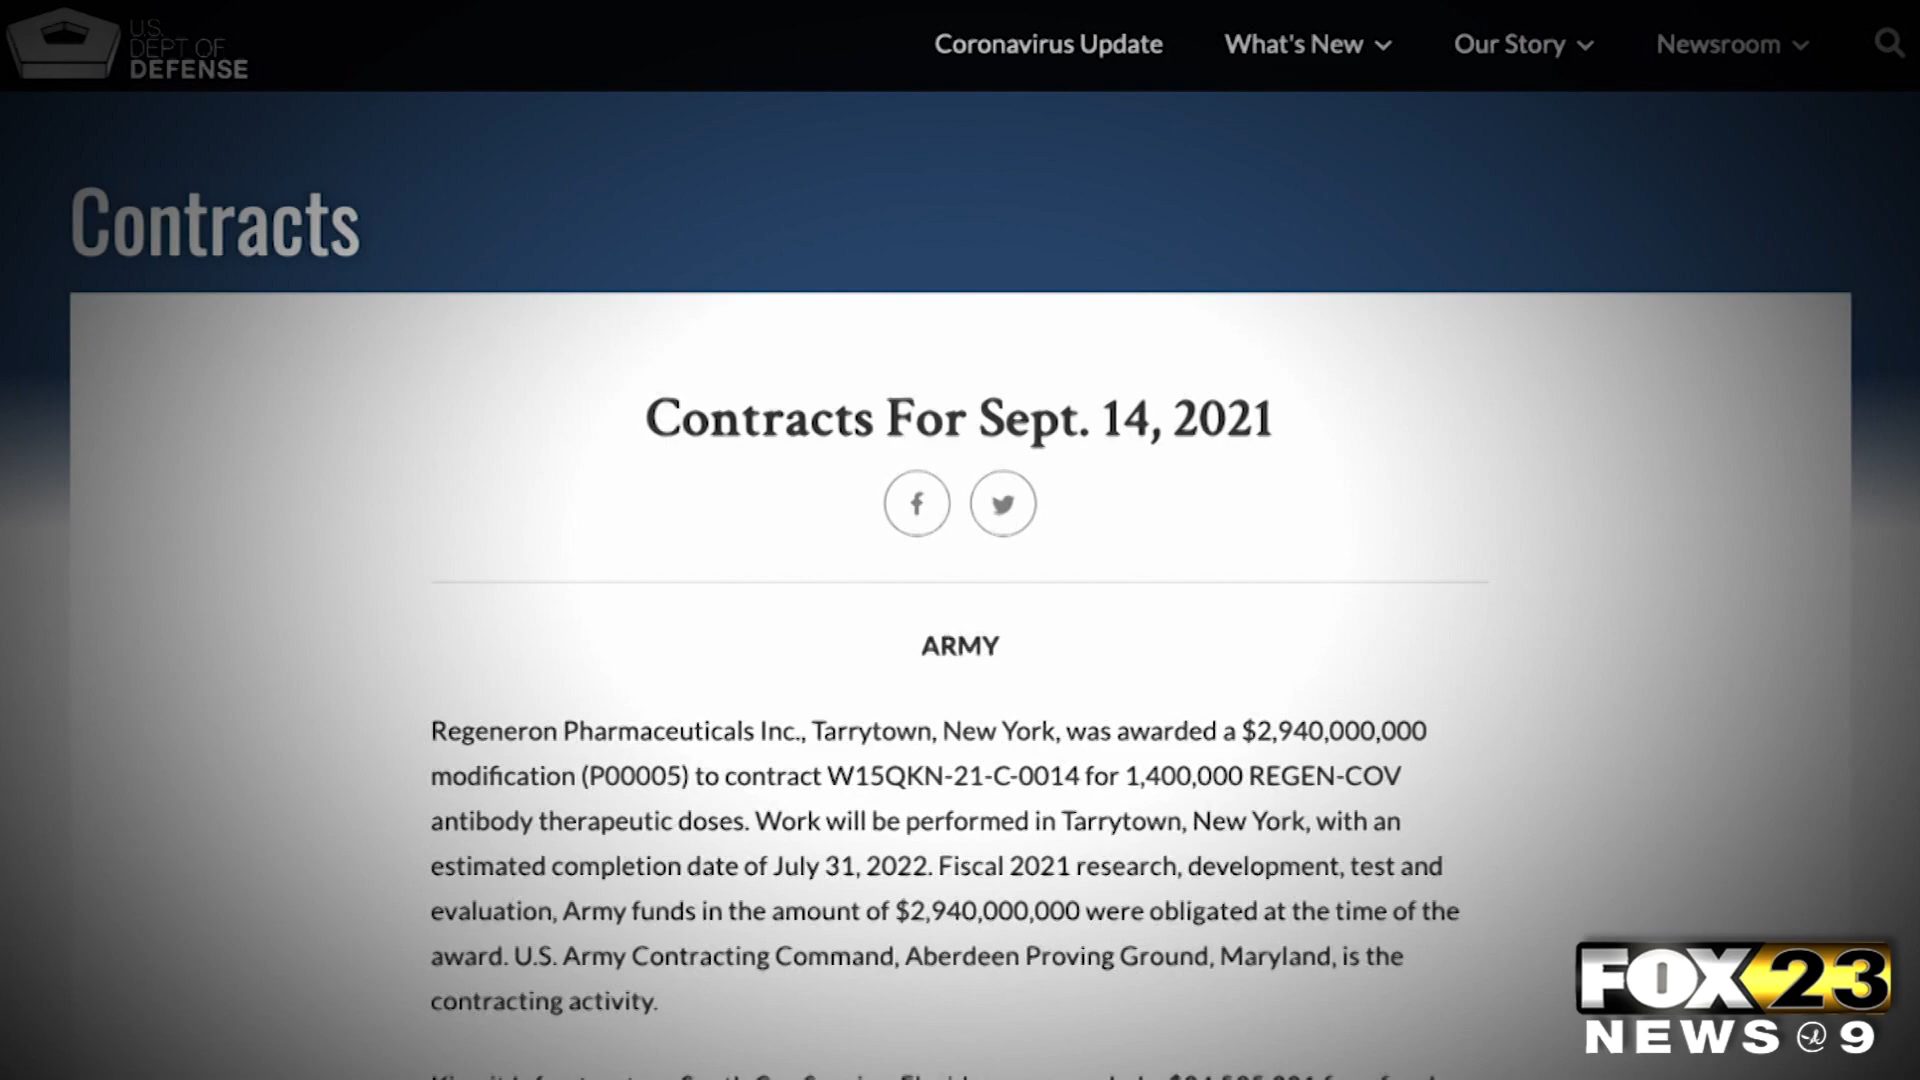 U.S.
DEPT OF
DEFENSE
Coronavirus Update
What's New
Our Story
Newsroom
Contracts
Contracts For Sept. 14, 2021
ARMY
Regeneron Pharmaceuticals Inc., Tarrytown, New York, was awarded a $2,940,000,000
modification (P00005) to contract W15QKN-21-C-0014 for 1,400,000 REGEN-COV
antibody therapeutic doses. Work will be performed in Tarrytown, New York, with an
estimated completion date of July 31, 2022. Fiscal 2021 research, development, test and
evaluation, Army funds in the amount of $2,940,000,000 were obligated at the time of the
award. U.S. Army Contracting Command, Aberdeen Proving Ground, Maryland, is the
contracting activity.
FOX 23
NEWS @ 9